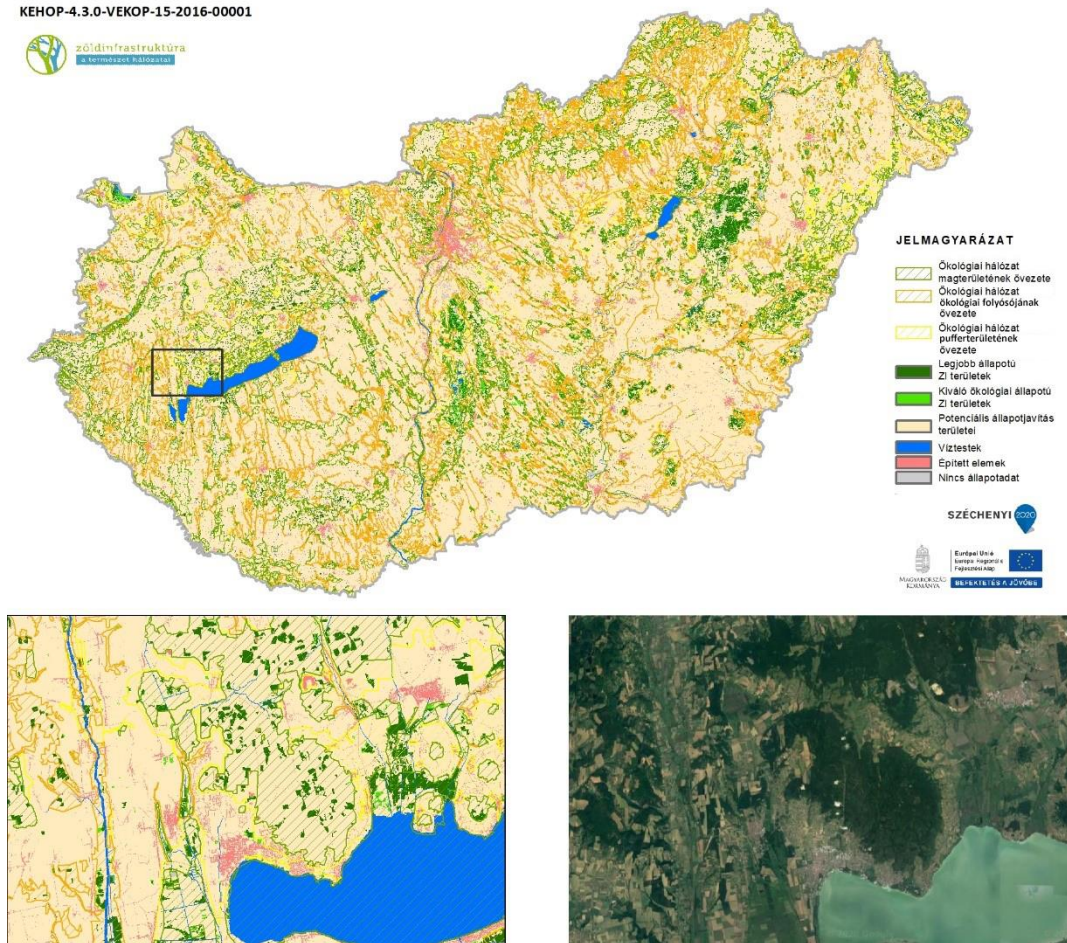 KEHOP-4.3.0-VEKOP-15-2016-00001
zöldinfrastruktúra
a természet hálózatai
JELMAGYARÁZAT
Ökológiai hálózat
magterületének övezete
Ökológiai hálózat
ökológiai folyósójának
övezete
Ökológiai hálózat
pufferterületének
övezete
Legjobb állapotú
ZI területek
Kiváló ökológiai állapotú
ZI területek
Potenciális állapotjavítás
területei
Víztestek
Épített elemek
Nincs állapotadat
SZÉCHENYI 2020
MAGYARORSZÁG
KORMÁNYA
Európai Unió
Európai Regionális
Fejlesztési Alap
BEFEKTETÉS A JÖVŐBE